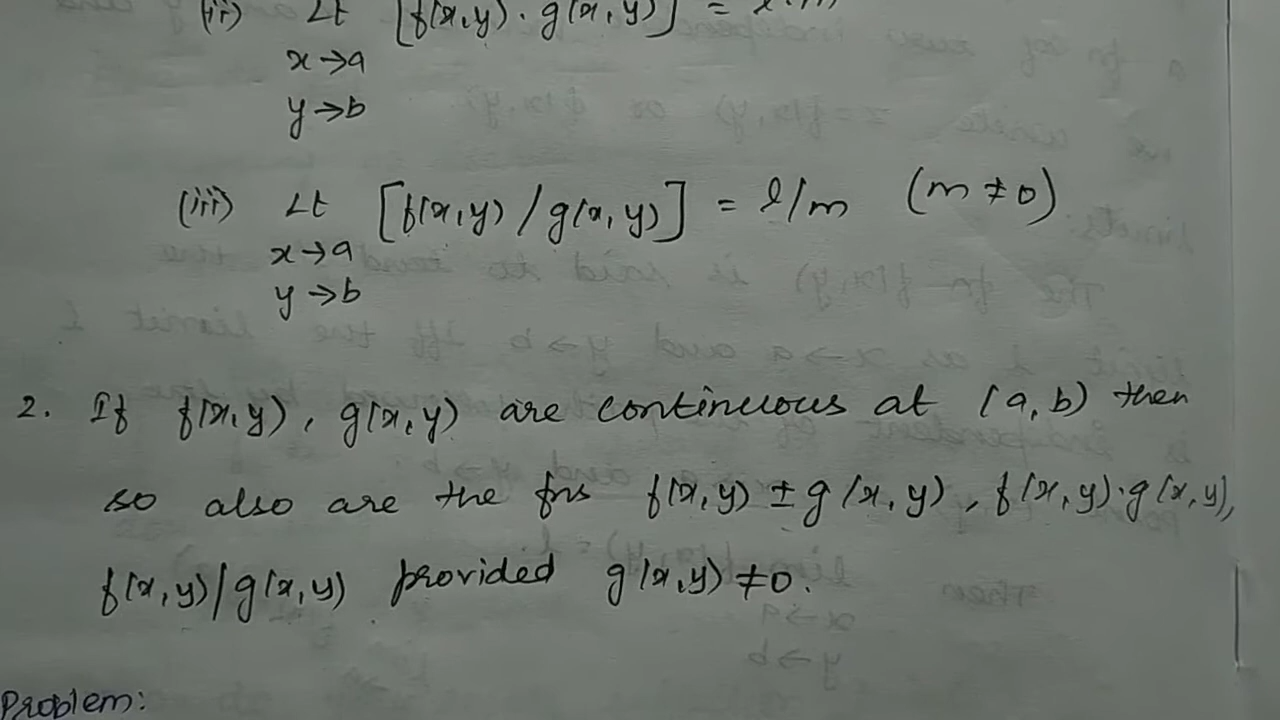 (ii) Lt [f(x,y) · g(x,y)] = l.m
x→a
y→b
(iii) Lt [f(x,y) / g(x,y)] = l/m (m ≠ 0)
x→a
y→b
2. If f(x,y), g(x,y) are continuous at (a,b) then
so also are the fns f(x,y) ± g(x,y), f(x,y)·g(x,y),
f(x,y)/g(x,y) provided g(x,y) ≠ 0.
Problem: